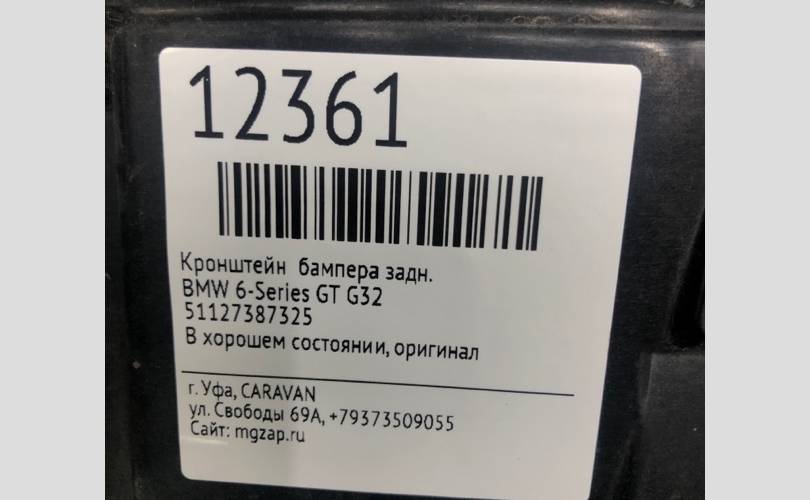 12361
Кронштейн бампера задн.
BMW 6-Series GT G32
51127387325
В хорошем состоянии, оригинал
г. Уфа, CARAVAN
ул. Свободы 69А, +79373509055
Сайт: mgzap.ru